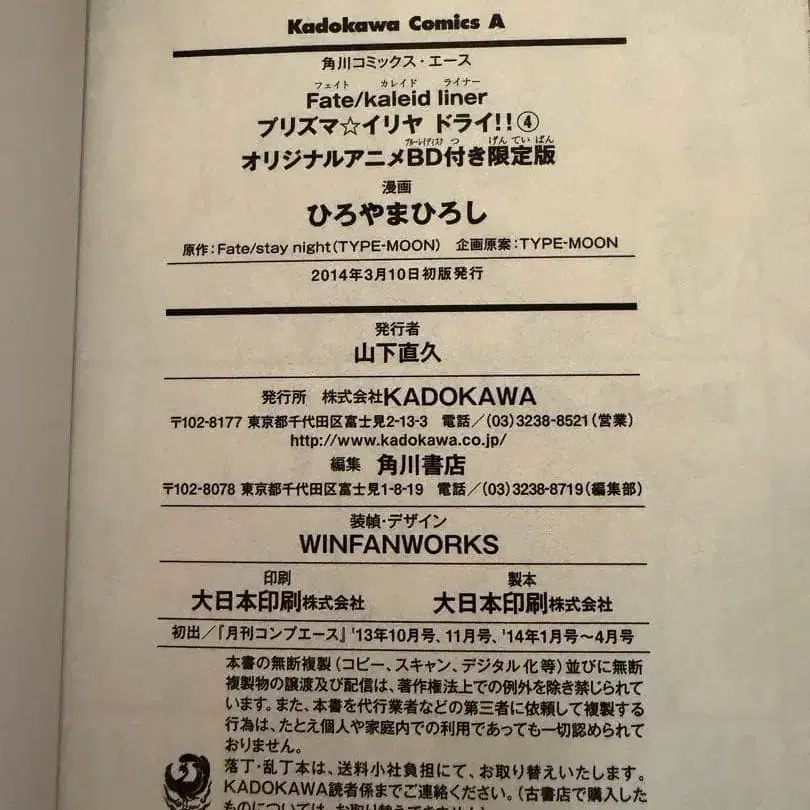 Kadokawa Comics A
角川コミックス・エース
フェイト カレイド ライナー
Fate/kaleid liner
プリズマ☆イリヤ ドライ!!④
ブルーレイディスク つ げんていばん
オリジナルアニメBD付き限定版
漫画
ひろやまひろし
原作：Fate/stay night(TYPE-MOON) 企画原案：TYPE-MOON
2014年3月10日初版発行
発行者
山下直久
発行所 株式会社KADOKAWA
〒102-8177 東京都千代田区富士見2-13-3 電話／(03)3238-8521(営業)
http://www.kadokawa.co.jp/
編集 角川書店
〒102-8078 東京都千代田区富士見1-8-19 電話／(03)3238-8719(編集部)
装幀・デザイン
WINFANWORKS
印刷 製本
大日本印刷株式会社 大日本印刷株式会社
初出／『月刊コンプエース』'13年10月号、11月号、'14年1月号〜4月号
本書の無断複製(コピー、スキャン、デジタル化等)並びに無断
複製物の譲渡及び配信は、著作権法上での例外を除き禁じられて
います。また、本書を代行業者などの第三者に依頼して複製する
行為は、たとえ個人や家庭内での利用であっても一切認められて
おりません。
落丁・乱丁本は、送料小社負担にて、お取り替えいたします。
KADOKAWA読者係までご連絡ください。(古書店で購入した
ものについては、お取り替えできません)